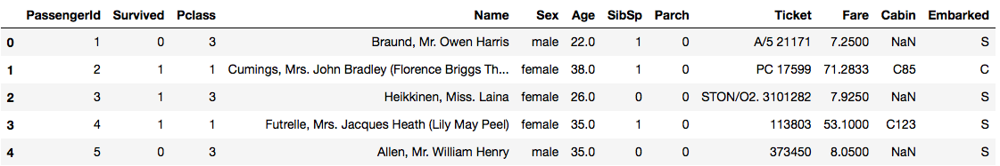 PassengerId Survived Pclass Name Sex Age SibSp Parch Ticket Fare Cabin Embarked
0 1 0 3 Braund, Mr. Owen Harris male 22.0 1 0 A/5 21171 7.2500 NaN S
1 2 1 1 Cumings, Mrs. John Bradley (Florence Briggs Th... female 38.0 1 0 PC 17599 71.2833 C85 C
2 3 1 3 Heikkinen, Miss. Laina female 26.0 0 0 STON/O2. 3101282 7.9250 NaN S
3 4 1 1 Futrelle, Mrs. Jacques Heath (Lily May Peel) female 35.0 1 0 113803 53.1000 C123 S
4 5 0 3 Allen, Mr. William Henry male 35.0 0 0 373450 8.0500 NaN S